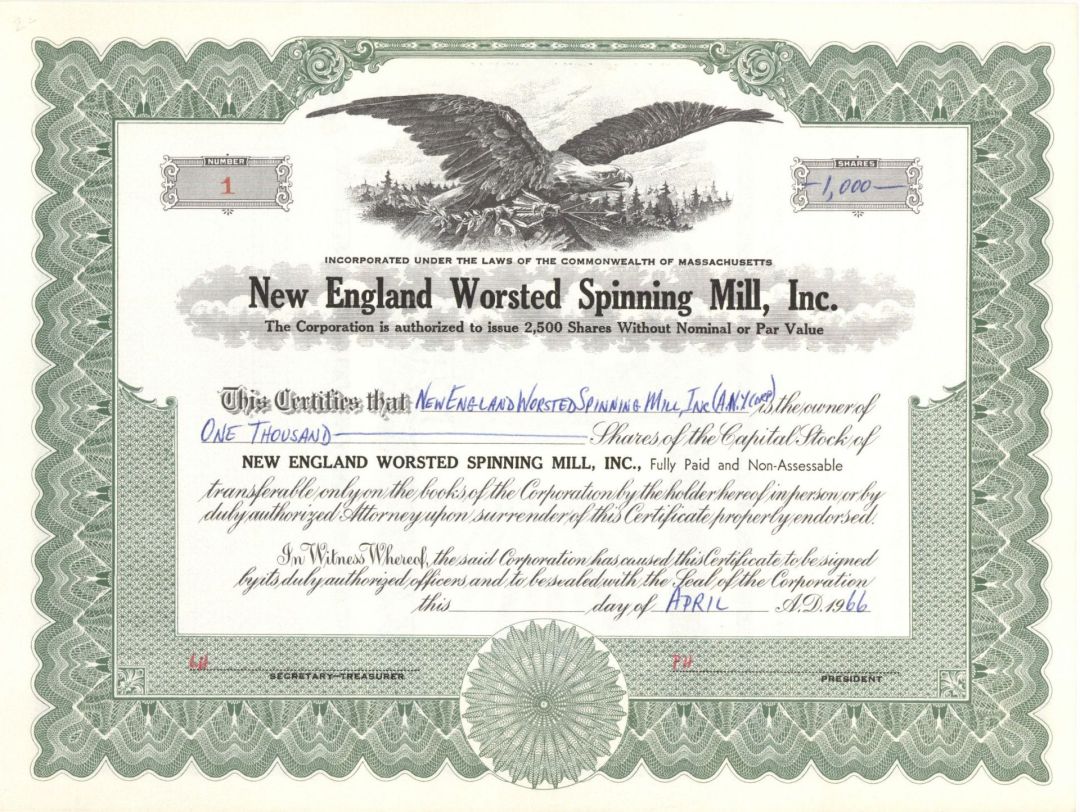 NUMBER
1
SHARES
—1,000—
INCORPORATED UNDER THE LAWS OF THE COMMONWEALTH OF MASSACHUSETTS
New England Worsted Spinning Mill, Inc.
The Corporation is authorized to issue 2,500 Shares Without Nominal or Par Value
This Certifies that NEW ENGLAND WORSTED SPINNING MILL, INC (A N.Y CORP) is the owner of
ONE THOUSAND Shares of the Capital Stock of
NEW ENGLAND WORSTED SPINNING MILL, INC., Fully Paid and Non-Assessable
transferable only on the books of the Corporation by the holder hereof in person or by
duly authorized Attorney upon surrender of this Certificate properly endorsed.
In Witness Whereof, the said Corporation has caused this Certificate to be signed
by its duly authorized officers and to be sealed with the Seal of the Corporation
this day of APRIL A.D. 1966
LH PH
SECRETARY—TREASURER PRESIDENT